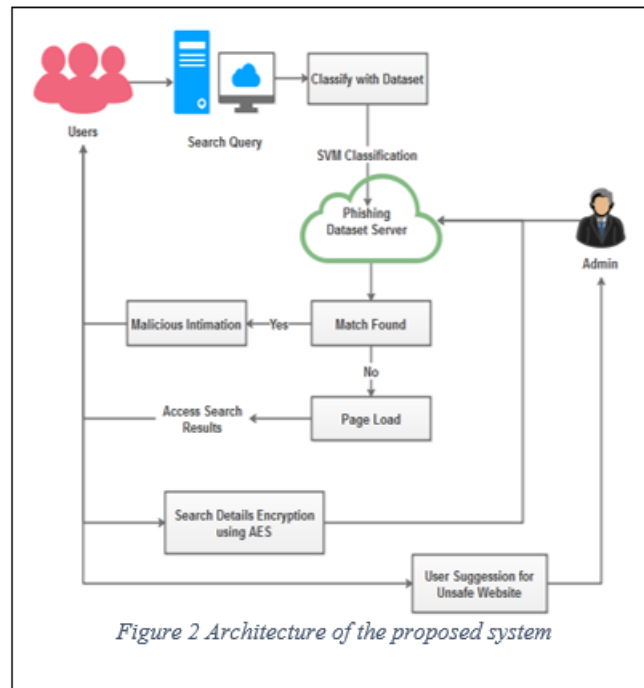 Users
Search Query
Classify with Dataset
SVM Classification
Phishing
Dataset Server
Admin
Malicious Intimation
Yes
Match Found
No
Access Search
Results
Page Load
Search Details Encryption
using AES
User Suggession for
Unsafe Website
Figure 2 Architecture of the proposed system